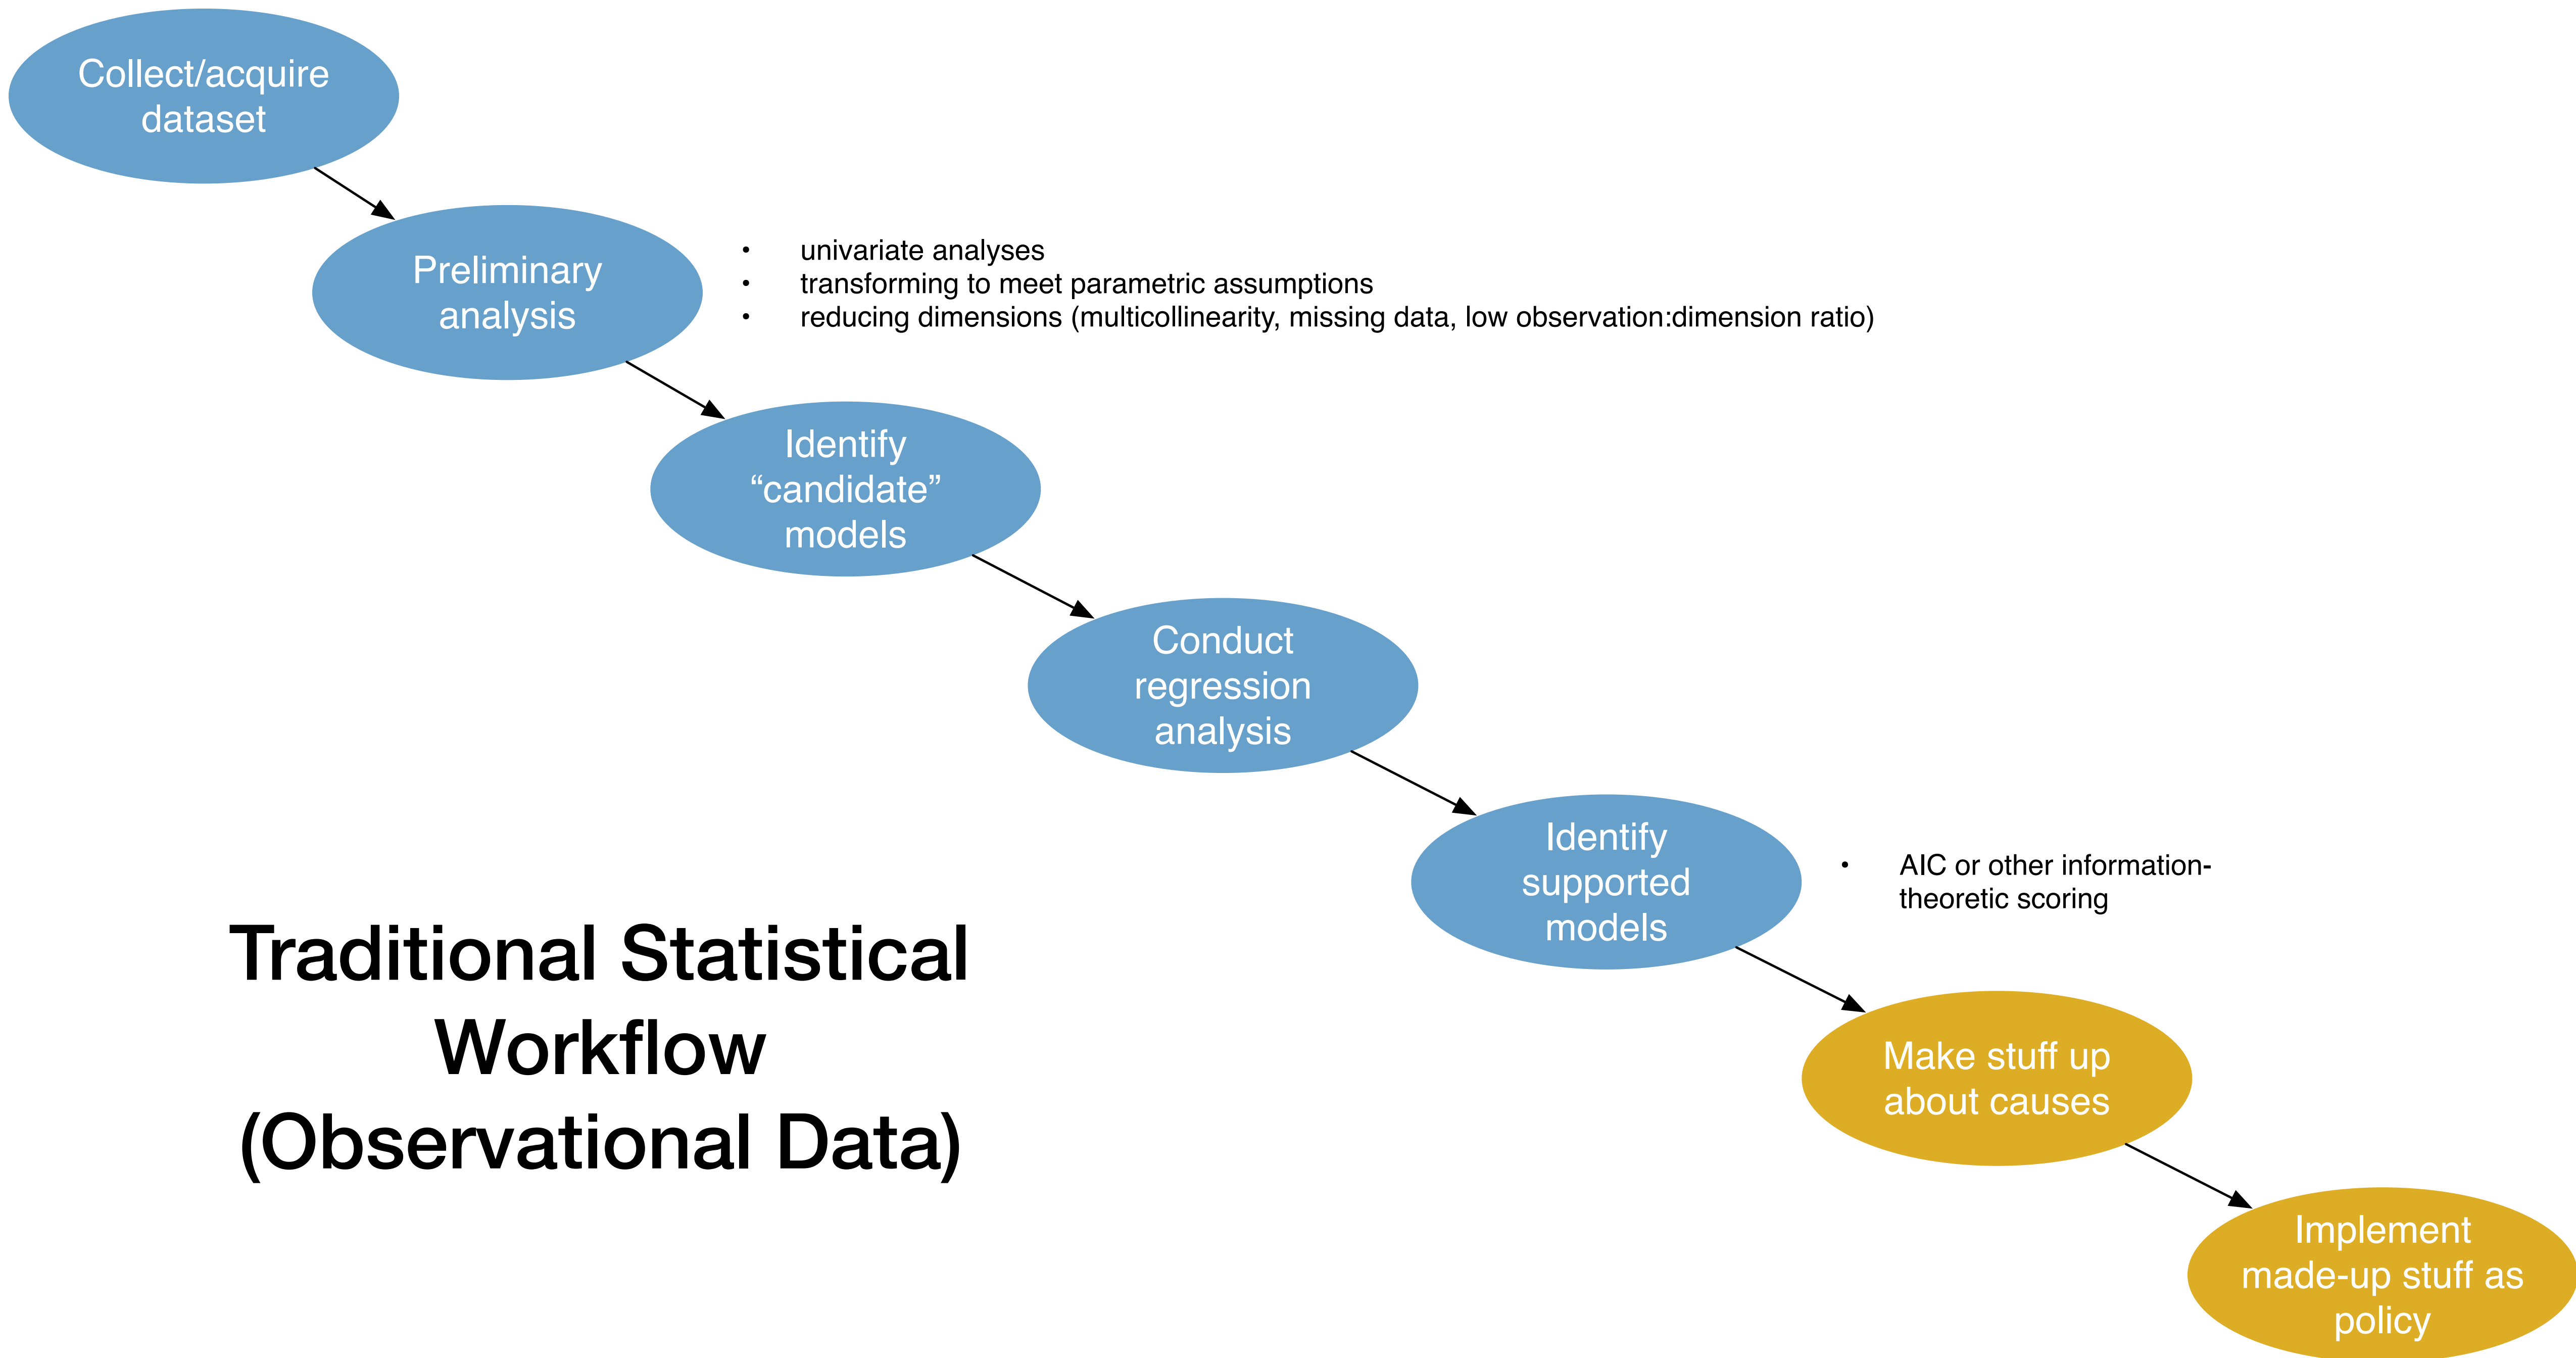 Collect/acquire
dataset
Preliminary
analysis
• univariate analyses
• transforming to meet parametric assumptions
• reducing dimensions (multicollinearity, missing data, low observation:dimension ratio)
Identify
“candidate”
models
Conduct
regression
analysis
Identify
supported
models
• AIC or other information-
theoretic scoring
Traditional Statistical
Workflow
(Observational Data)
Make stuff up
about causes
Implement
made-up stuff as
policy